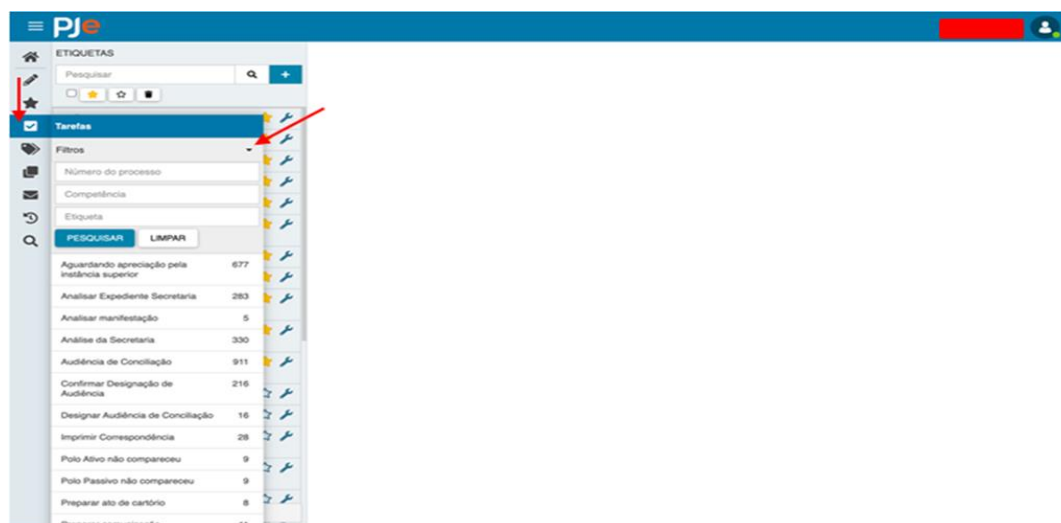 PJe
ETIQUETAS
Pesquisar
Tarefas
Filtros
Número do processo
Competência
Etiqueta
PESQUISAR LIMPAR
Aguardando apreciação pela 677
instância superior
Analisar Expediente Secretaria 283
Analisar manifestação 5
Análise da Secretaria 330
Audiência de Conciliação 911
Confirmar Designação de 216
Audiência
Designar Audiência de Conciliação 16
Imprimir Correspondência 28
Polo Ativo não compareceu 9
Polo Passivo não compareceu 9
Preparar ato de cartório 8